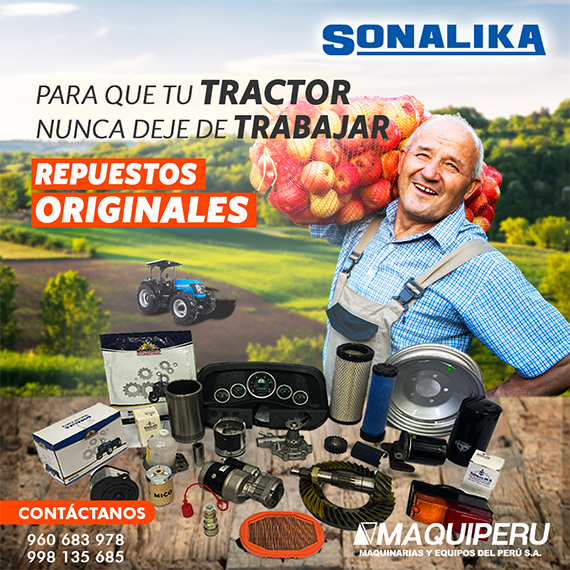 SONALIKA
PARA QUE TU TRACTOR
NUNCA DEJE DE TRABAJAR
REPUESTOS
ORIGINALES
MICO
CONTÁCTANOS
960 683 978
998 135 685
MAQUIPERU
MAQUINARIAS Y EQUIPOS DEL PERÚ S.A.